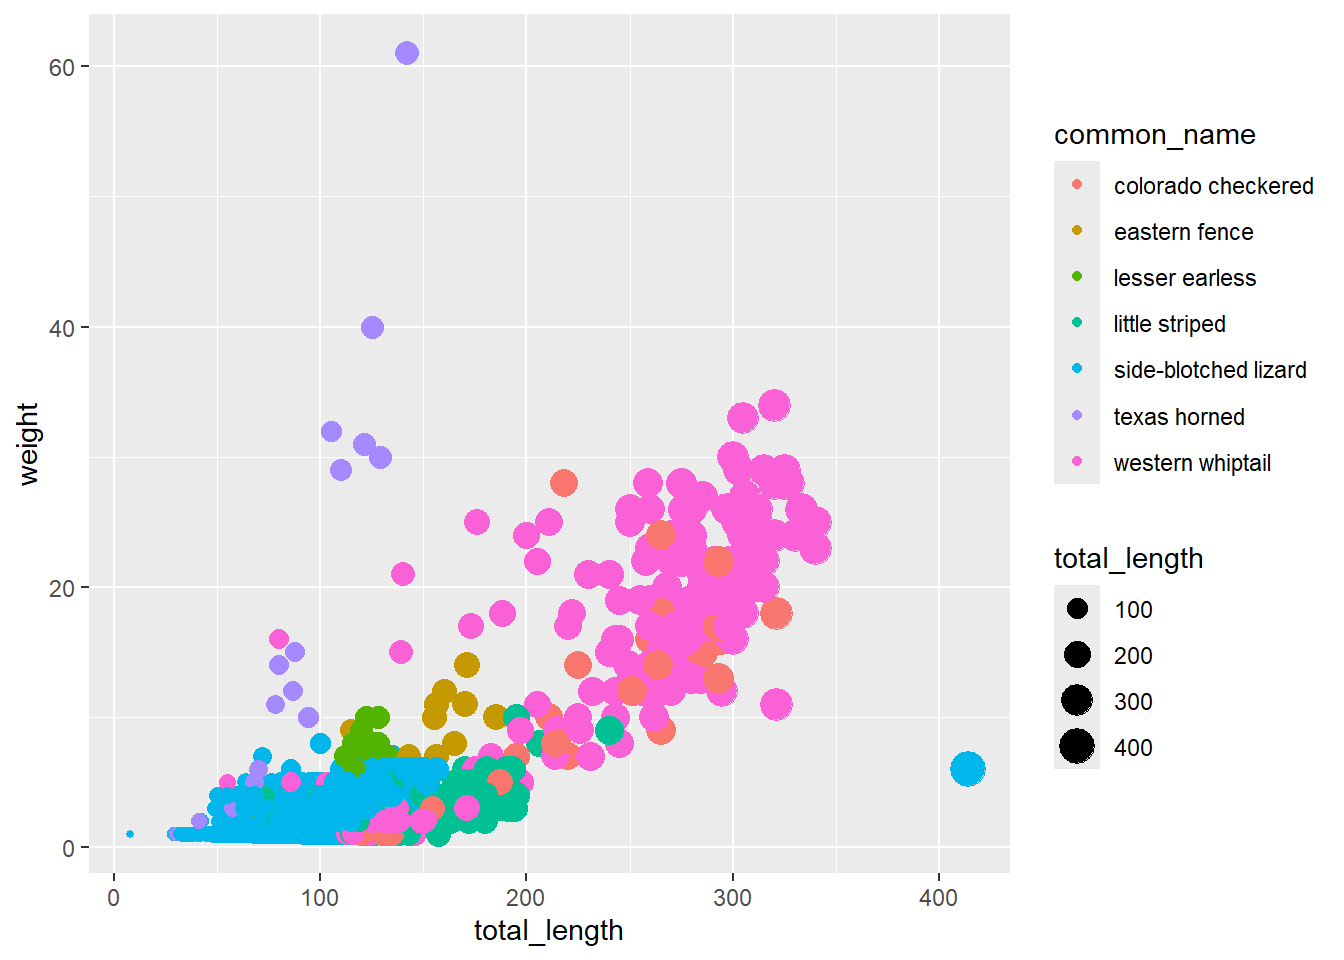 60
40
20
0
weight
0
100
200
300
400
total_length
common_name
colorado checkered
eastern fence
lesser earless
little striped
side-blotched lizard
texas horned
western whiptail
total_length
100
200
300
400